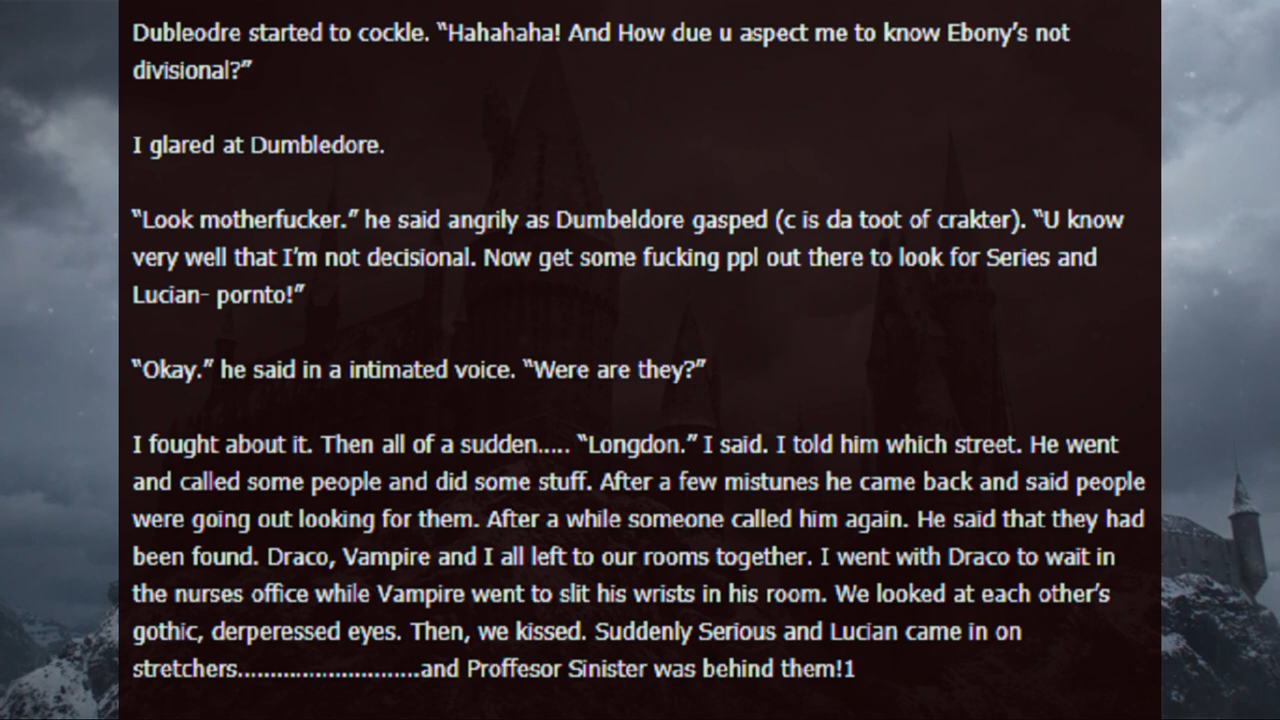 Dubleodre started to cockle. “Hahahaha! And How due u aspect me to know Ebony’s not
divisional?”
I glared at Dumbledore.
“Look motherfucker.” he said angrily as Dumbeldore gasped (c is da toot of crakter). “U know
very well that I’m not decisional. Now get some fucking ppl out there to look for Series and
Lucian- pornto!”
“Okay.” he said in a intimated voice. “Were are they?”
I fought about it. Then all of a sudden..... “Longdon.” I said. I told him which street. He went
and called some people and did some stuff. After a few mistunes he came back and said people
were going out looking for them. After a while someone called him again. He said that they had
been found. Draco, Vampire and I all left to our rooms together. I went with Draco to wait in
the nurses office while Vampire went to slit his wrists in his room. We looked at each other’s
gothic, derperessed eyes. Then, we kissed. Suddenly Serious and Lucian came in on
stretchers............................and Proffesor Sinister was behind them!1